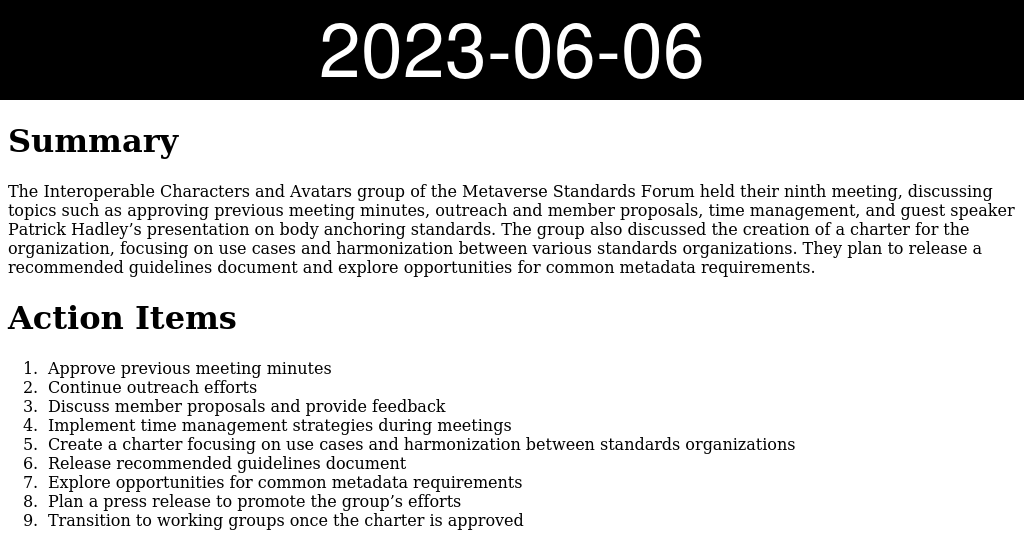 2023-06-06
Summary
The Interoperable Characters and Avatars group of the Metaverse Standards Forum held their ninth meeting, discussing
topics such as approving previous meeting minutes, outreach and member proposals, time management, and guest speaker
Patrick Hadley’s presentation on body anchoring standards. The group also discussed the creation of a charter for the
organization, focusing on use cases and harmonization between various standards organizations. They plan to release a
recommended guidelines document and explore opportunities for common metadata requirements.
Action Items
1. Approve previous meeting minutes
2. Continue outreach efforts
3. Discuss member proposals and provide feedback
4. Implement time management strategies during meetings
5. Create a charter focusing on use cases and harmonization between standards organizations
6. Release recommended guidelines document
7. Explore opportunities for common metadata requirements
8. Plan a press release to promote the group’s efforts
9. Transition to working groups once the charter is approved